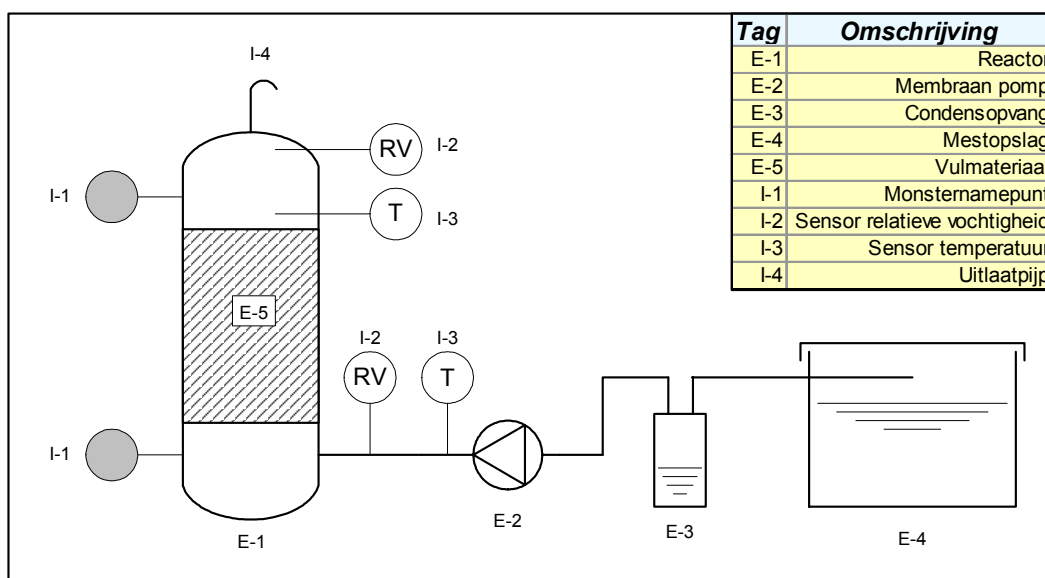 Tag Omschrijving
E-1 Reactor
E-2 Membraan pomp
E-3 Condensopvang
E-4 Mestopslag
E-5 Vulmateriaal
I-1 Monsternamepunt
I-2 Sensor relatieve vochtigheid
I-3 Sensor temperatuur
I-4 Uitlaatpijp
I-4
RV I-2
I-1
T I-3
E-5
I-2 I-3
RV T
I-1
E-2
E-3
E-4
E-1